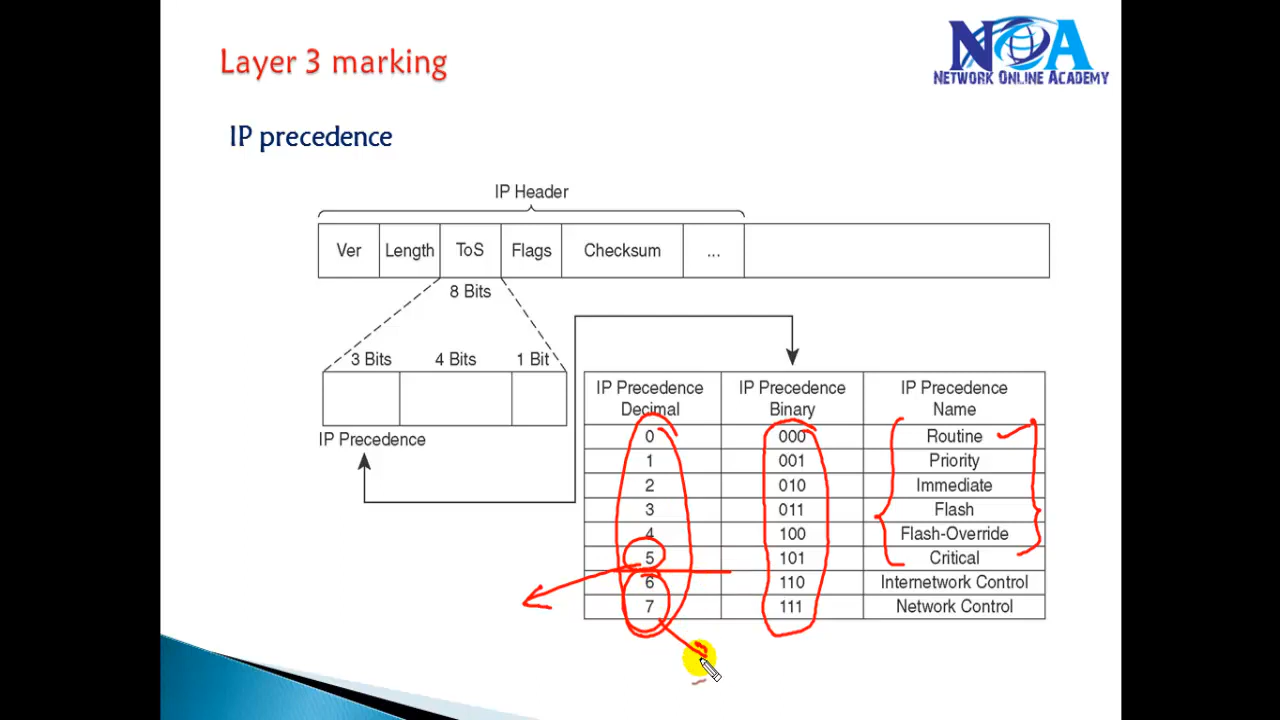 Layer 3 marking
NOA
NETWORK ONLINE ACADEMY
IP precedence
IP Header
Ver Length ToS Flags Checksum ...
8 Bits
3 Bits 4 Bits 1 Bit
IP Precedence
IP Precedence Decimal IP Precedence Binary IP Precedence Name
0 000 Routine
1 001 Priority
2 010 Immediate
3 011 Flash
4 100 Flash-Override
5 101 Critical
6 110 Internetwork Control
7 111 Network Control